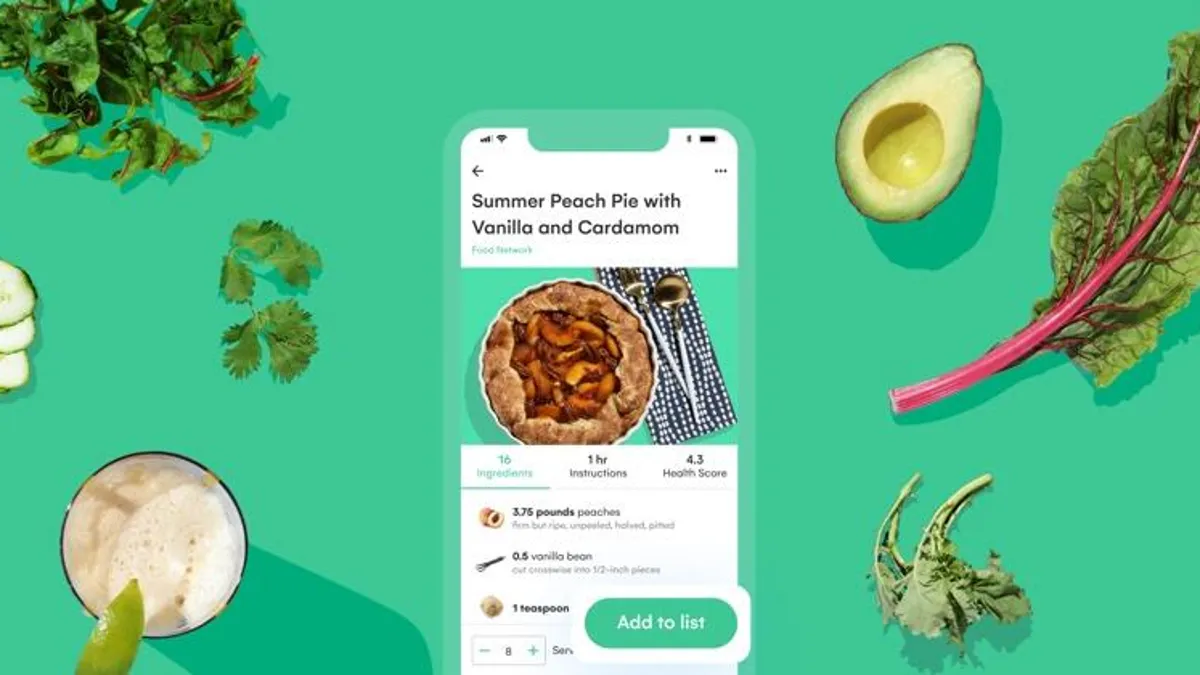 Summer Peach Pie with
Vanilla and Cardamom
Food Network
16
Ingredients
1 hr
Instructions
4.3
Health Score
3.75 pounds peaches
firm but ripe, unpeeled, halved, pitted
0.5 vanilla bean
cut crosswise into 1/2-inch pieces
1 teaspoon
Add to list
8
Serv